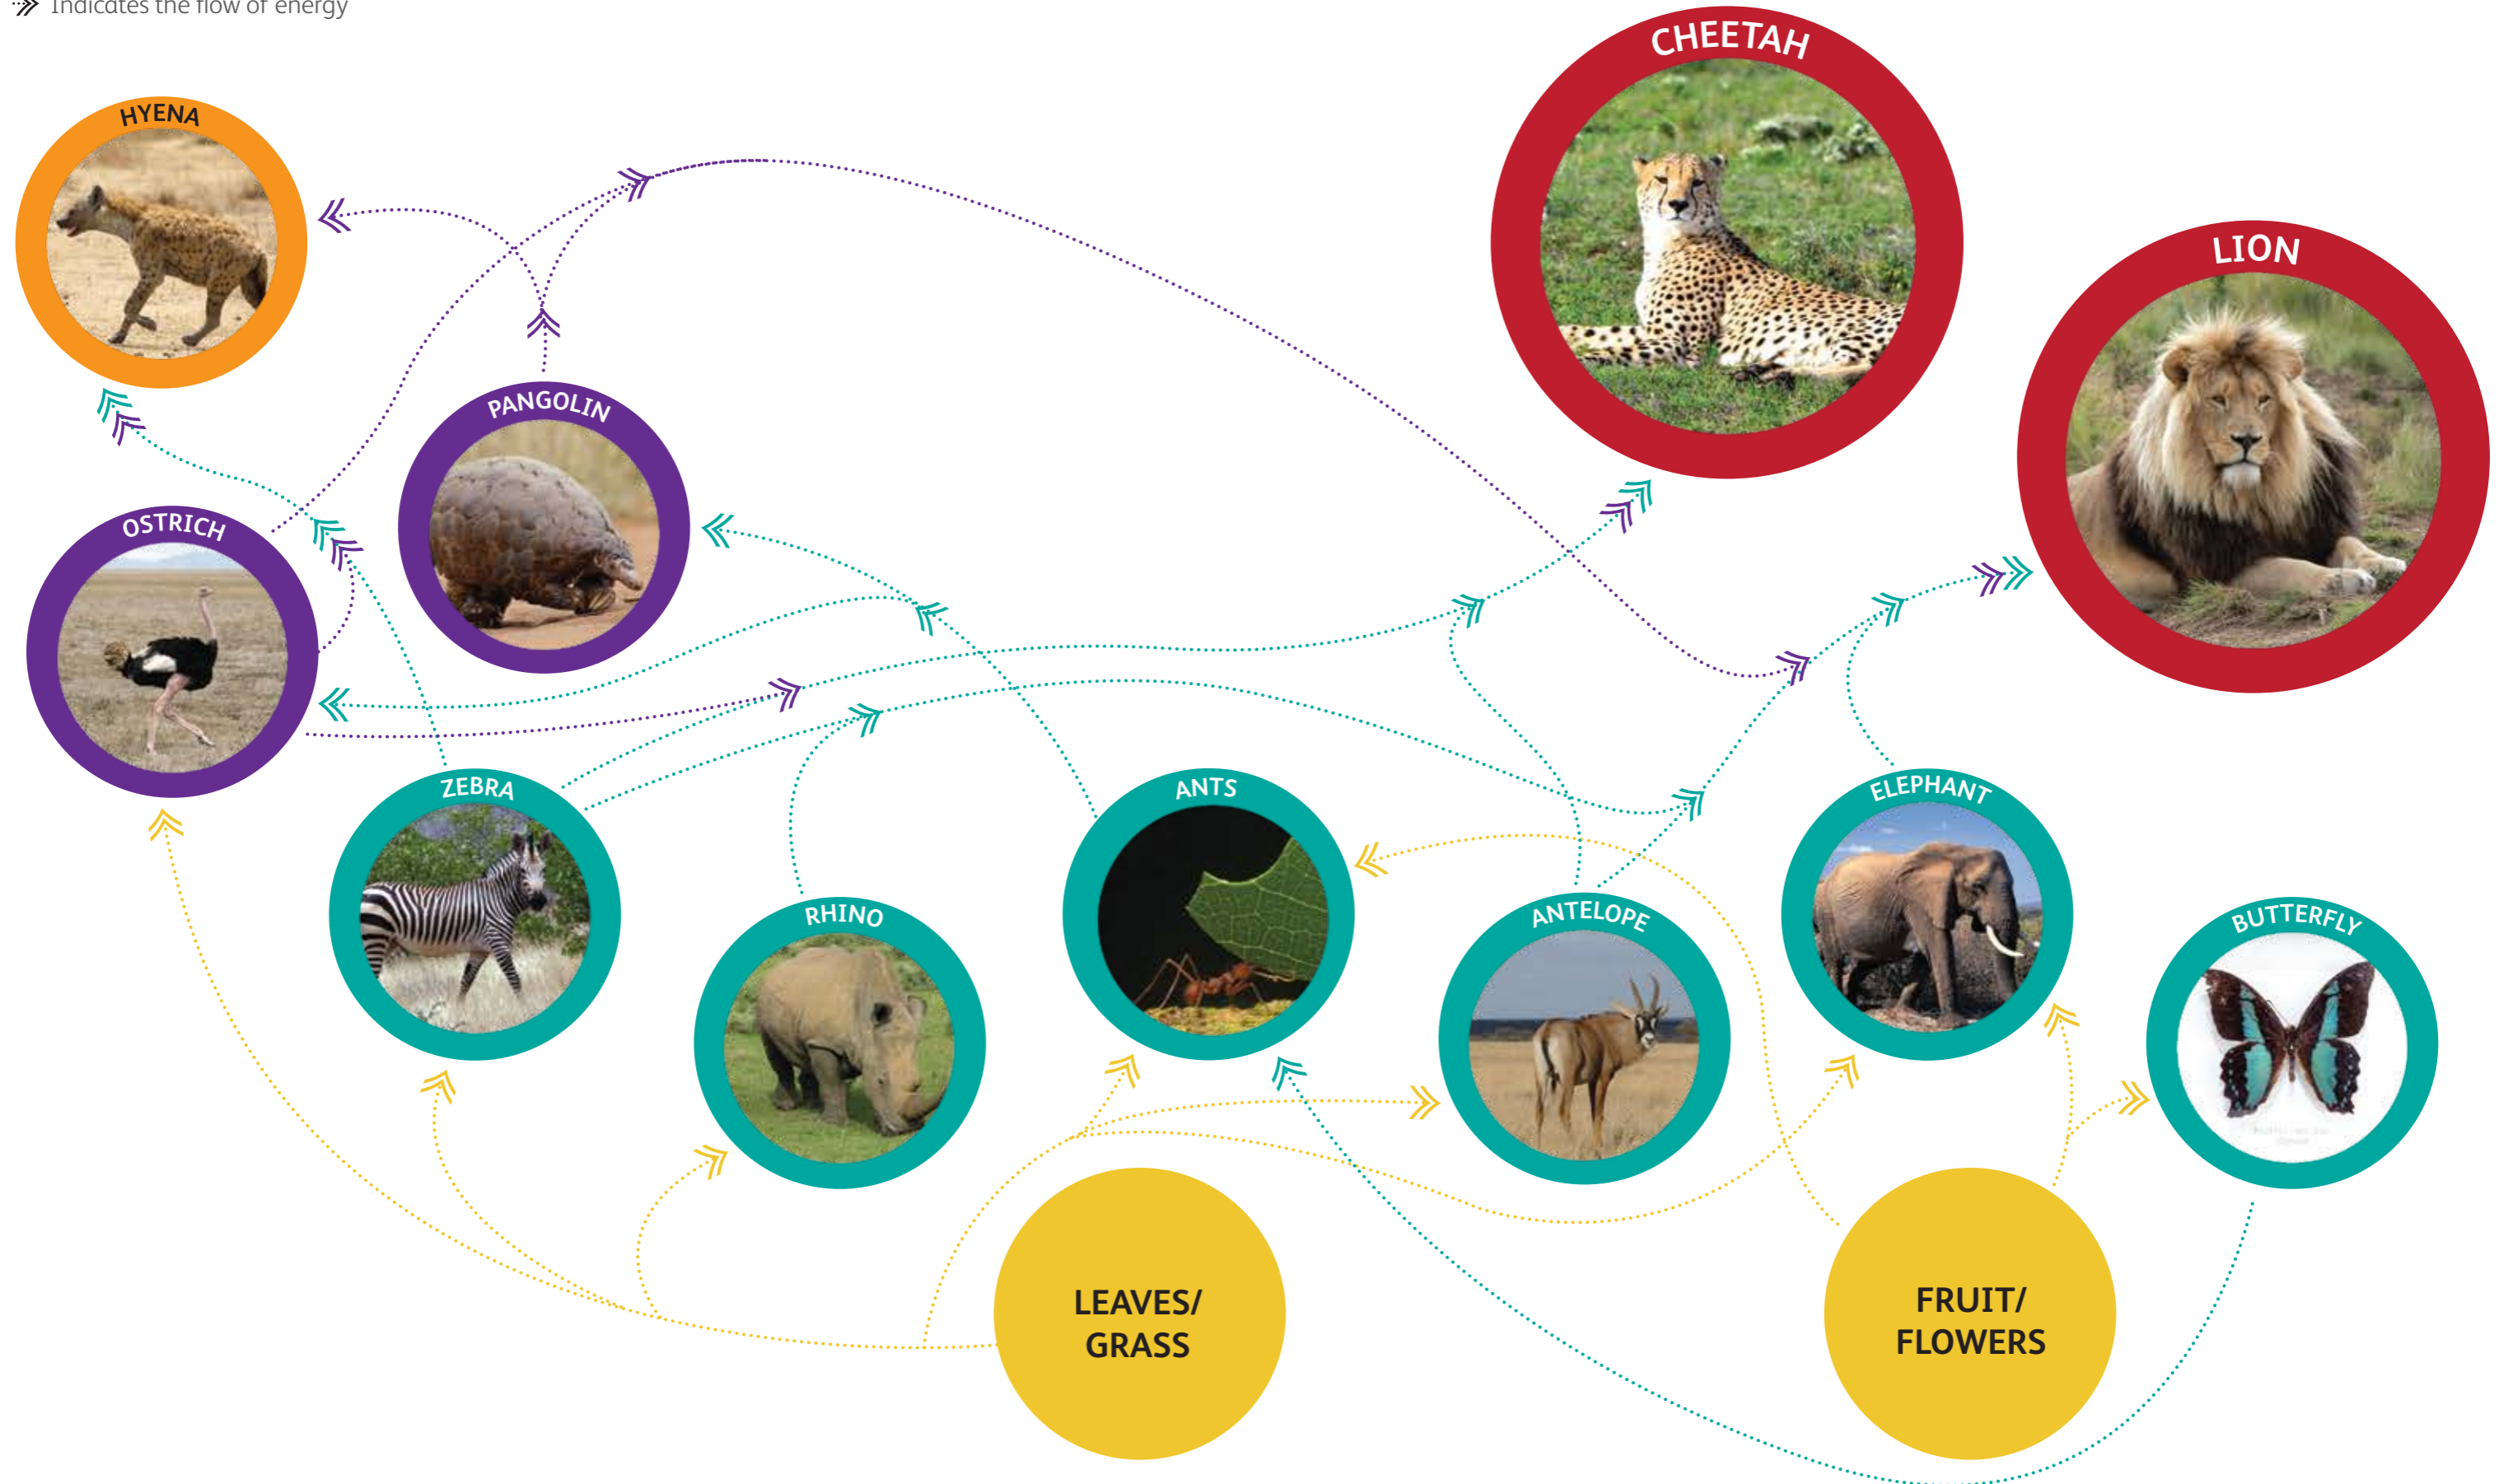 Indicates the flow of energy
CHEETAH
HYENA
LION
PANGOLIN
OSTRICH
ZEBRA
ANTS
ELEPHANT
RHINO
ANTELOPE
BUTTERFLY
LEAVES/
GRASS
FRUIT/
FLOWERS